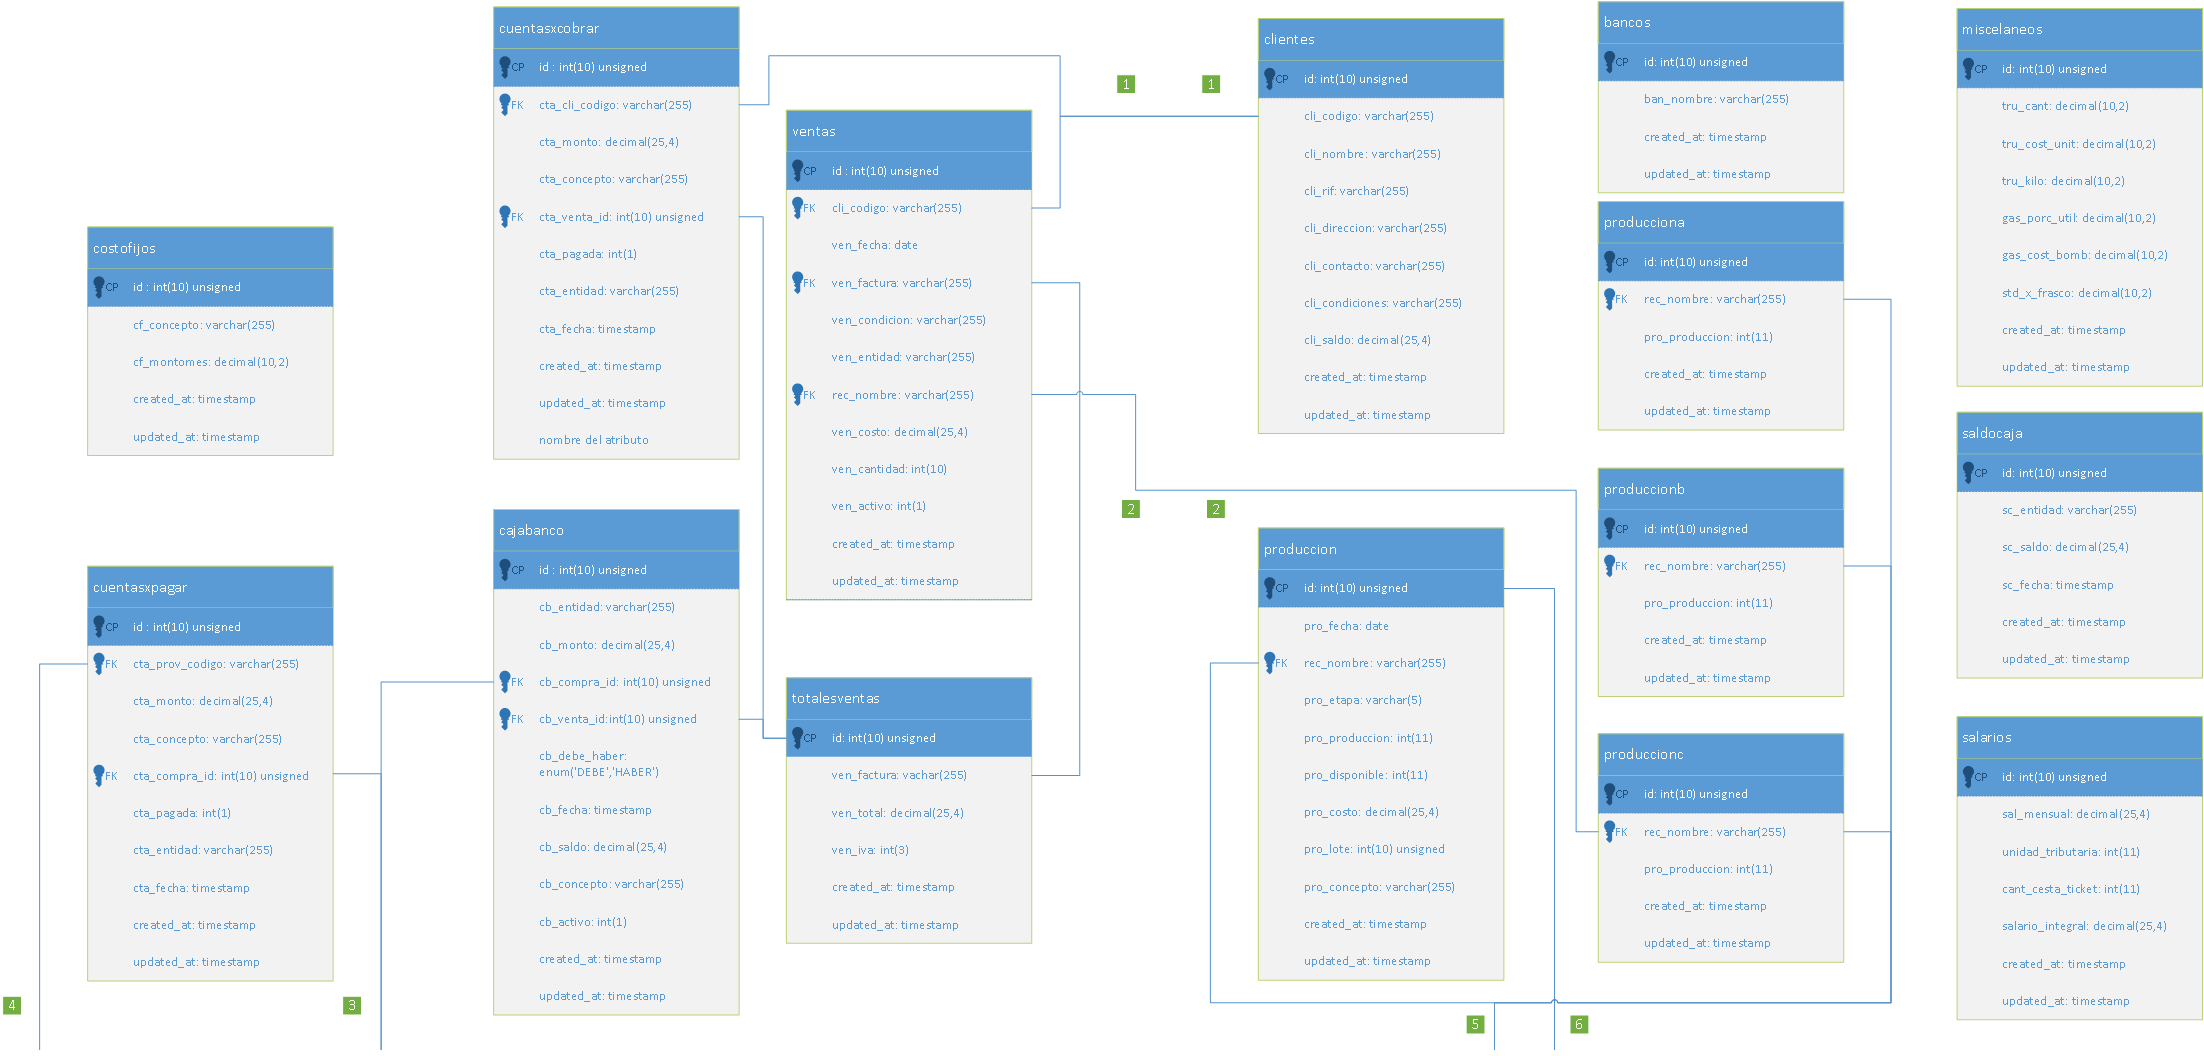 costofijos
CP id : int(10) unsigned
cf_concepto: varchar(255)
cf_montomes: decimal(10,2)
created_at: timestamp
updated_at: timestamp
cuentasxpagar
CP id : int(10) unsigned
FK cta_prov_codigo: varchar(255)
cta_monto: decimal(25,4)
cta_concepto: varchar(255)
FK cta_compra_id: int(10) unsigned
cta_pagada: int(1)
cta_entidad: varchar(255)
cta_fecha: timestamp
created_at: timestamp
updated_at: timestamp
4
3
cuentasxcobrar
CP id : int(10) unsigned
FK cta_cli_codigo: varchar(255)
cta_monto: decimal(25,4)
cta_concepto: varchar(255)
FK cta_venta_id: int(10) unsigned
cta_pagada: int(1)
cta_entidad: varchar(255)
cta_fecha: timestamp
created_at: timestamp
updated_at: timestamp
nombre del atributo
cajabanco
CP id : int(10) unsigned
cb_entidad: varchar(255)
cb_monto: decimal(25,4)
FK cb_compra_id: int(10) unsigned
FK cb_venta_id:int(10) unsigned
cb_debe_haber:
enum('DEBE','HABER')
cb_fecha: timestamp
cb_saldo: decimal(25,4)
cb_concepto: varchar(255)
cb_activo: int(1)
created_at: timestamp
updated_at: timestamp
ventas
CP id : int(10) unsigned
FK cli_codigo: varchar(255)
ven_fecha: date
FK ven_factura: varchar(255)
ven_condicion: varchar(255)
ven_entidad: varchar(255)
FK rec_nombre: varchar(255)
ven_costo: decimal(25,4)
ven_cantidad: int(10)
ven_activo: int(1)
created_at: timestamp
updated_at: timestamp
totalesventas
CP id: int(10) unsigned
ven_factura: vachar(255)
ven_total: decimal(25,4)
ven_iva: int(3)
created_at: timestamp
updated_at: timestamp
1 1
2 2
clientes
CP id: int(10) unsigned
cli_codigo: varchar(255)
cli_nombre: varchar(255)
cli_rif: varchar(255)
cli_direccion: varchar(255)
cli_contacto: varchar(255)
cli_condiciones: varchar(255)
cli_saldo: decimal(25,4)
created_at: timestamp
updated_at: timestamp
produccion
CP id: int(10) unsigned
pro_fecha: date
FK rec_nombre: varchar(255)
pro_etapa: varchar(5)
pro_produccion: int(11)
pro_disponible: int(11)
pro_costo: decimal(25,4)
pro_lote: int(10) unsigned
pro_concepto: varchar(255)
created_at: timestamp
updated_at: timestamp
5 6
bancos
CP id: int(10) unsigned
ban_nombre: varchar(255)
created_at: timestamp
updated_at: timestamp
producciona
CP id: int(10) unsigned
FK rec_nombre: varchar(255)
pro_produccion: int(11)
created_at: timestamp
updated_at: timestamp
produccionb
CP id: int(10) unsigned
FK rec_nombre: varchar(255)
pro_produccion: int(11)
created_at: timestamp
updated_at: timestamp
produccionc
CP id: int(10) unsigned
FK rec_nombre: varchar(255)
pro_produccion: int(11)
created_at: timestamp
updated_at: timestamp
miscelaneos
CP id: int(10) unsigned
tru_cant: decimal(10,2)
tru_cost_unit: decimal(10,2)
tru_kilo: decimal(10,2)
gas_porc_util: decimal(10,2)
gas_cost_bomb: decimal(10,2)
std_x_frasco: decimal(10,2)
created_at: timestamp
updated_at: timestamp
saldocaja
CP id: int(10) unsigned
sc_entidad: varchar(255)
sc_saldo: decimal(25,4)
sc_fecha: timestamp
created_at: timestamp
updated_at: timestamp
salarios
CP id: int(10) unsigned
sal_mensual: decimal(25,4)
unidad_tributaria: int(11)
cant_cesta_ticket: int(11)
salario_integral: decimal(25,4)
created_at: timestamp
updated_at: timestamp